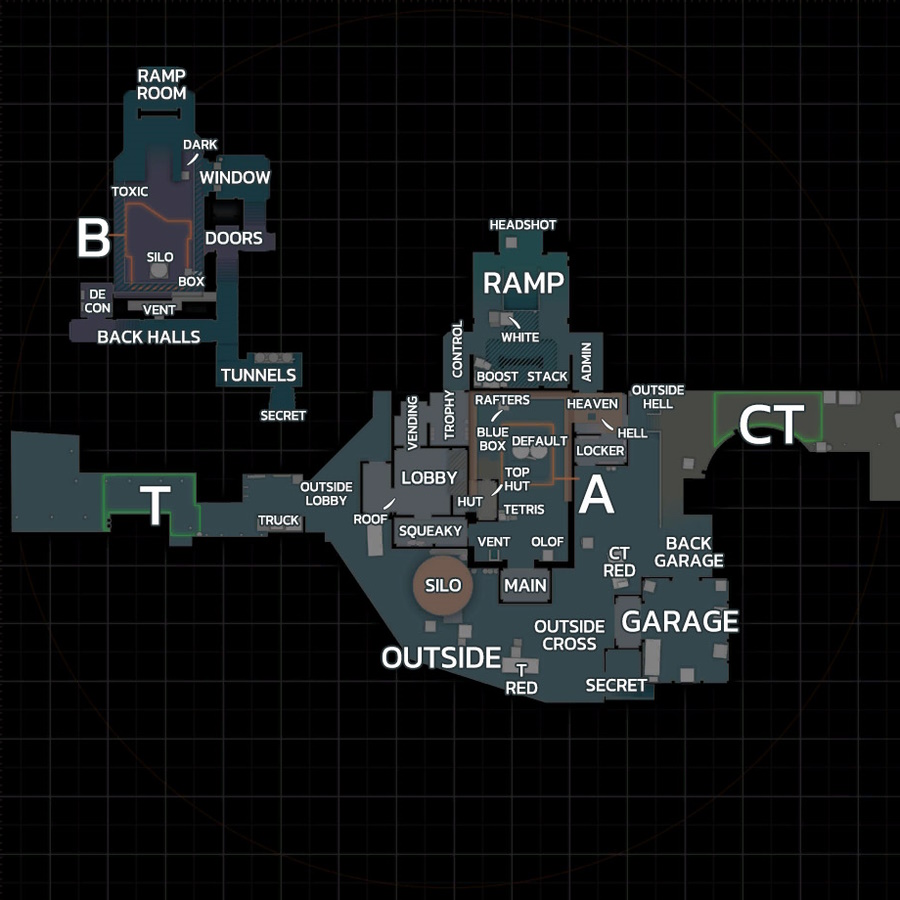 RAMP
ROOM
DARK
WINDOW
TOXIC
B
DOORS
SILO
BOX
DE
CON
VENT
BACK HALLS
TUNNELS
SECRET
HEADSHOT
RAMP
WHITE
CONTROL
BOOST
STACK
ADMIN
TROPHY
VENDING
RAFTERS
HEAVEN
OUTSIDE
HELL
CT
BLUE
BOX
DEFAULT
HELL
LOCKER
LOBBY
TOP
HUT
HUT
TETRIS
A
T
OUTSIDE
LOBBY
TRUCK
ROOF
SQUEAKY
VENT
OLOF
CT
RED
BACK
GARAGE
SILO
MAIN
GARAGE
OUTSIDE
CROSS
OUTSIDE
T
RED
SECRET